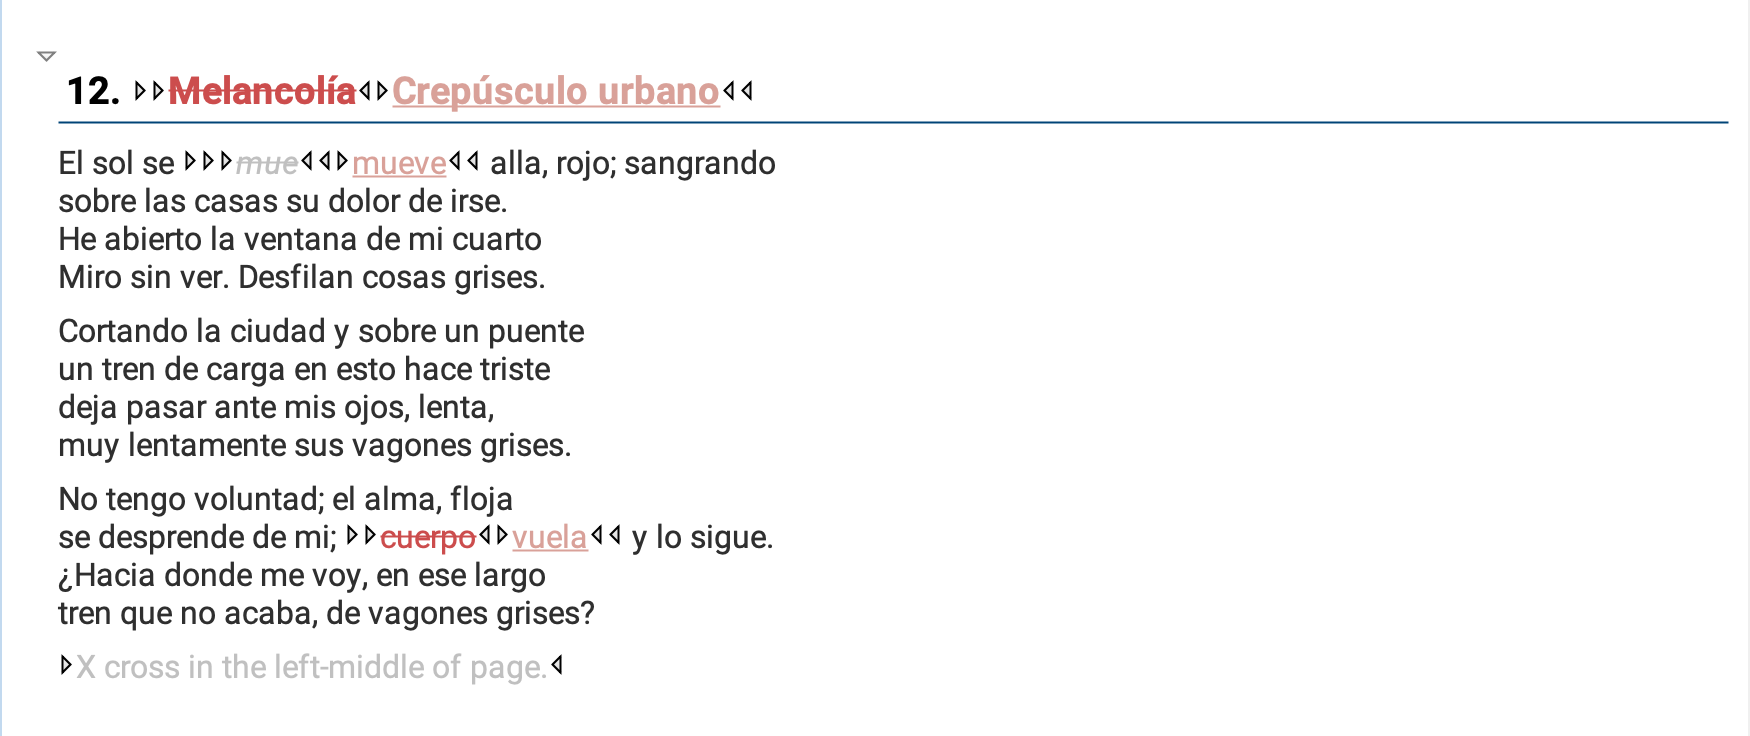 12. Melancolía Crepúsculo urbano
El sol se mue mueve alla, rojo; sangrando
sobre las casas su dolor de irse.
He abierto la ventana de mi cuarto
Miro sin ver. Desfilan cosas grises.
Cortando la ciudad y sobre un puente
un tren de carga en esto hace triste
deja pasar ante mis ojos, lenta,
muy lentamente sus vagones grises.
No tengo voluntad; el alma, floja
se desprende de mi; cuerpo vuela y lo sigue.
¿Hacia donde me voy, en ese largo
tren que no acaba, de vagones grises?
X cross in the left-middle of page.